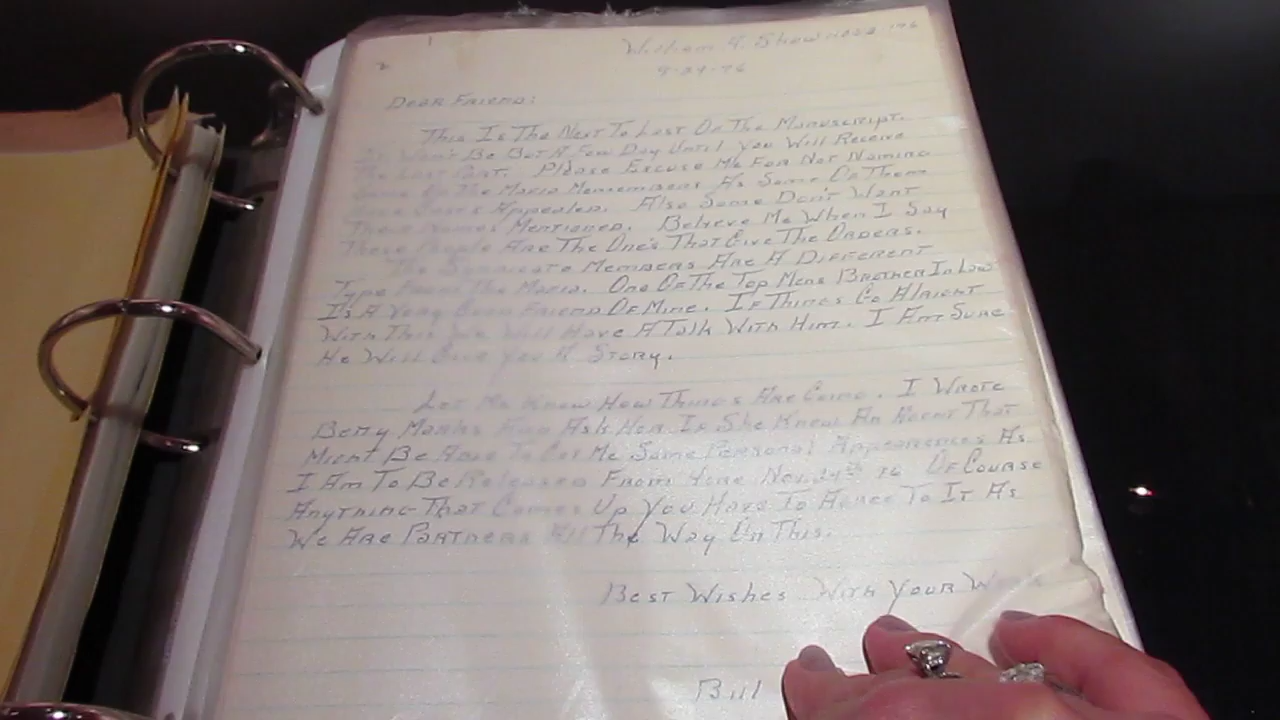 William A.
9-24-76
Dear Friend:
This Is The Next To Last Of The Manuscript.
It Won't Be But A Few Day Until You Will Receive
The Last Part. Please Excuse Me For Not Naming
Some Of The Mafia Memembers As Some Of Them
Have Cases Appealed. Also Some Don't Want
There Names Mentioned. Believe Me When I Say
These People Are The One's That Give The Orders.
The Syndicate Members Are A Different
Type From The Mafia. One Of The Top Mens Brother In Law
Is A Very Good Friend Of Mine. If Things Go Alright
With This We Will Have A Talk With Him. I Am Sure
He Will Give You A Story.
Let Me Know How Things Are Going. I Wrote
Betty Marks And Ask Her If She Knew An Agent That
Might Be Able To Get Me Some Personal Appearances As
I Am To Be Released From Here Nov. 24th 76 Of Course
Anything That Comes Up You Have To Agree To It As
We Are Partners All The Way On This.
Best Wishes With Your
Bill